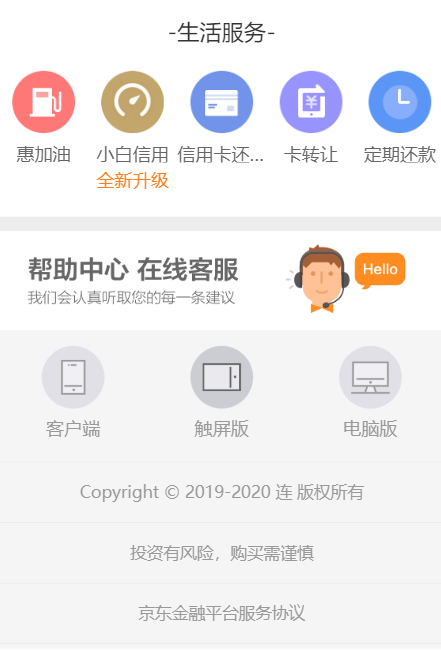 -生活服务-
惠加油
小白信用
信用卡还...
卡转让
定期还款
全新升级
帮助中心 在线客服
我们会认真听取您的每一条建议
Hello
客户端
触屏版
电脑版
Copyright © 2019-2020 连 版权所有
投资有风险，购买需谨慎
京东金融平台服务协议